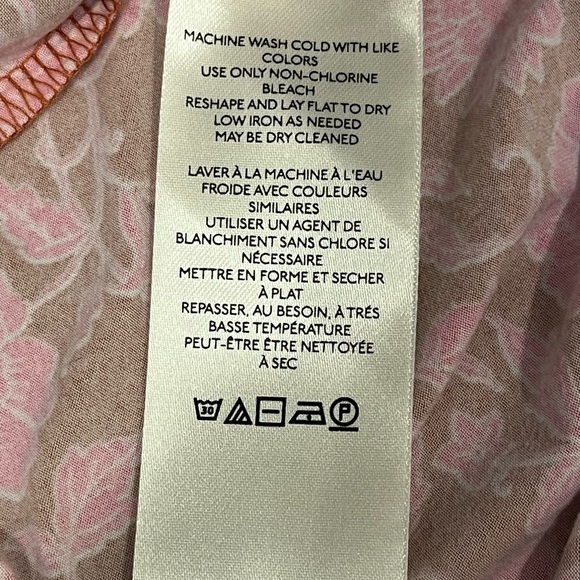 MACHINE WASH COLD WITH LIKE
COLORS
USE ONLY NON-CHLORINE
BLEACH
RESHAPE AND LAY FLAT TO DRY
LOW IRON AS NEEDED
MAY BE DRY CLEANED
LAVER À LA MACHINE À L'EAU
FROIDE AVEC COULEURS
SIMILAIRES
UTILISER UN AGENT DE
BLANCHIMENT SANS CHLORE SI
NÉCESSAIRE
METTRE EN FORME ET SECHER
À PLAT
REPASSER, AU BESOIN, À TRÉS
BASSE TEMPÉRATURE
PEUT-ÊTRE ÊTRE NETTOYÉE
À SEC
30 P